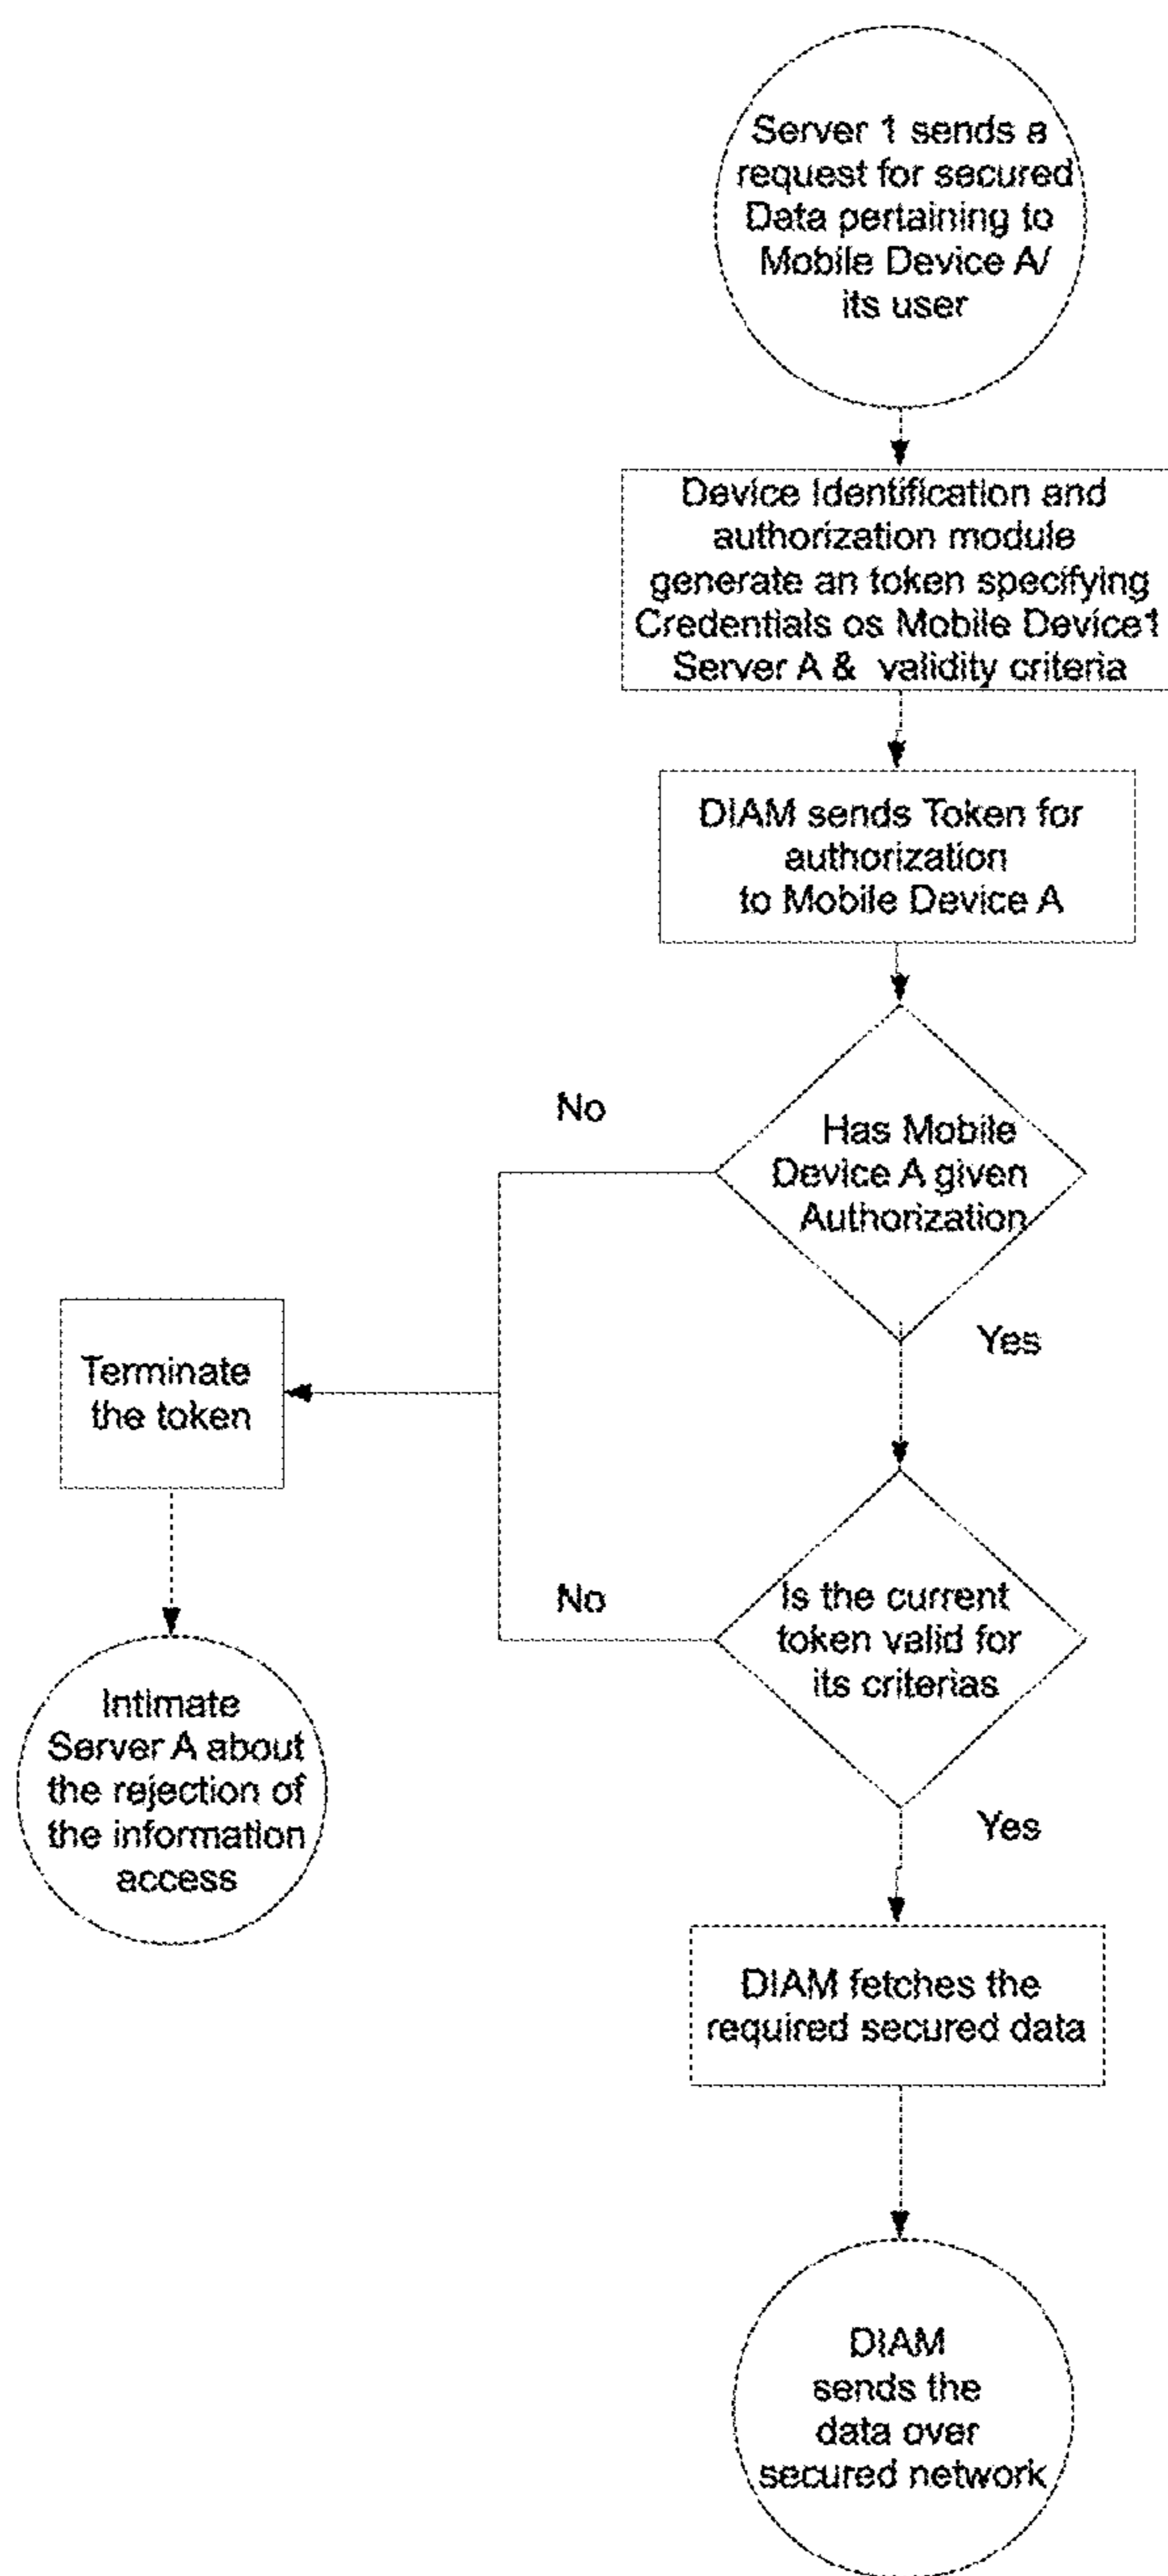 Server 1 sends a
request for secured
Data pertaining to
Mobile Device A/
its user
Device Identification and
authorization module
generate an token specifying
Credentials os Mobile Device1
Server A & validity criteria
DIAM sends Token for
authorization
to Mobile Device A
No
Has Mobile
Device A given
Authorization
Yes
Terminate
the token
No
Is the current
token valid for
its criterias
Intimate
Server A about
the rejection of
the information
access
Yes
DIAM fetches the
required secured data
DIAM
sends the
data over
secured network